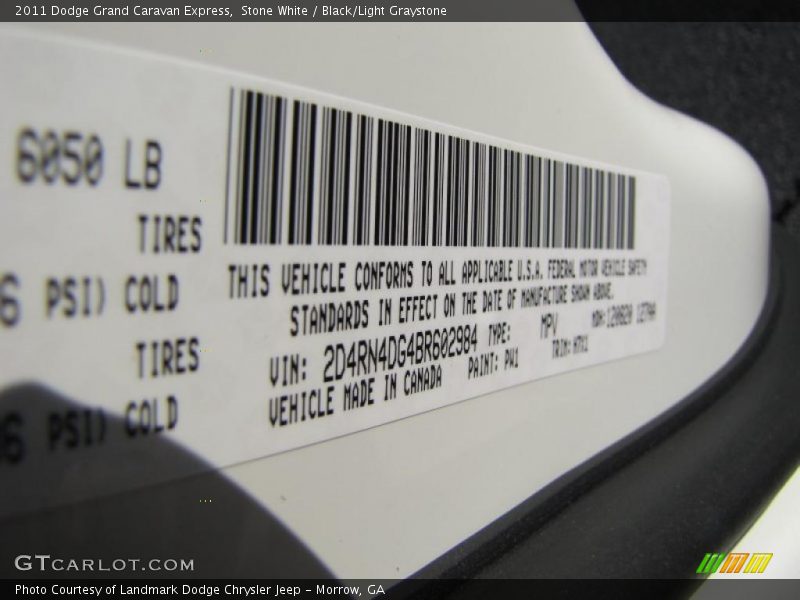 2011 Dodge Grand Caravan Express, Stone White / Black/Light Graystone
6050 LB
TIRES
6 PSI) COLD
TIRES
6 PSI) COLD
THIS VEHICLE CONFORMS TO ALL APPLICABLE U.S.A. FEDERAL MOTOR VEHICLE SAFETY
STANDARDS IN EFFECT ON THE DATE OF MANUFACTURE SHOWN ABOVE.
VIN: 2D4RN4DG4BR602984 TYPE: MPV
VEHICLE MADE IN CANADA PAINT: PW1 TRIM:
GTCARLOT.COM
Photo Courtesy of Landmark Dodge Chrysler Jeep - Morrow, GA